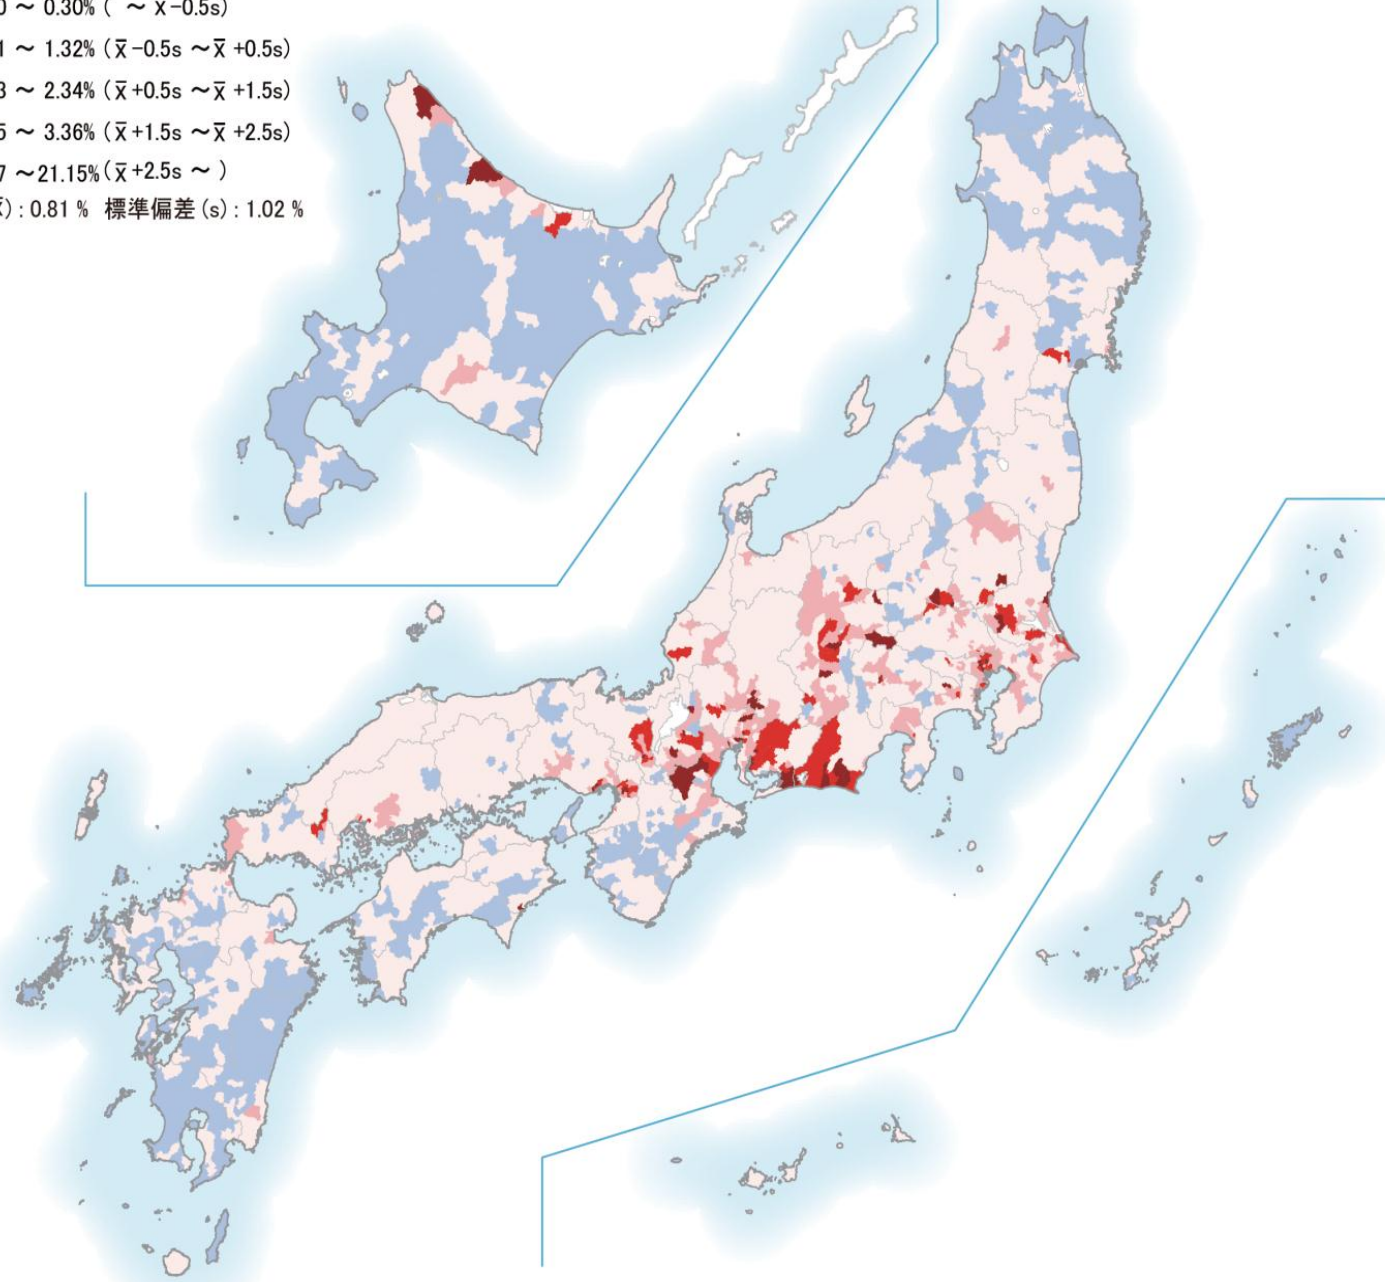 0 ～ 0.30% (　～ x̄ -0.5s)
1 ～ 1.32% (x̄ -0.5s ～ x̄ +0.5s)
3 ～ 2.34% (x̄ +0.5s ～ x̄ +1.5s)
5 ～ 3.36% (x̄ +1.5s ～ x̄ +2.5s)
7 ～ 21.15% (x̄ +2.5s ～ )
x̄) : 0.81 % 標準偏差 (s) : 1.02 %